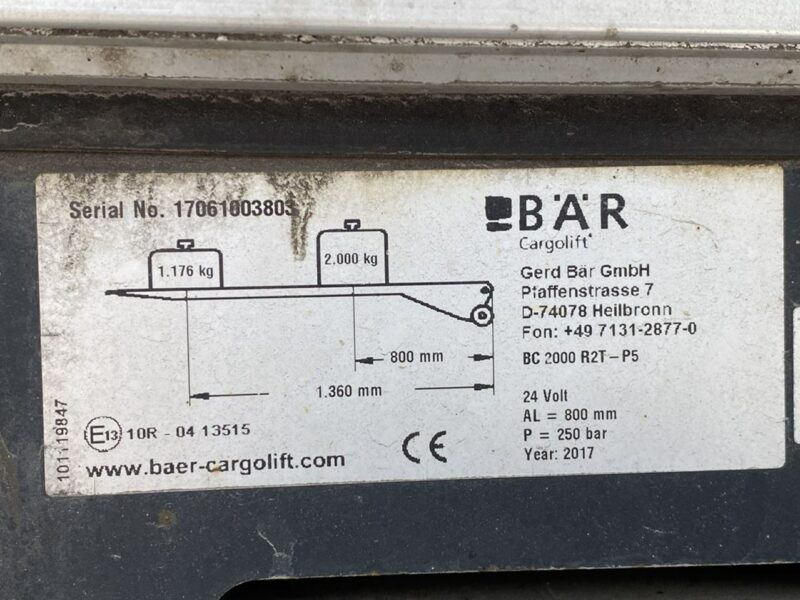 Serial No. 17061003803
1.176 kg
2.000 kg
800 mm
1.360 mm
E13 10R - 04 13515
CE
www.baer-cargolift.com
BÄR
Cargolift
Gerd Bär GmbH
Pfaffenstrasse 7
D-74078 Heilbronn
Fon: +49 7131-2877-0
BC 2000 R2T - P5
24 Volt
AL = 800 mm
P = 250 bar
Year: 2017